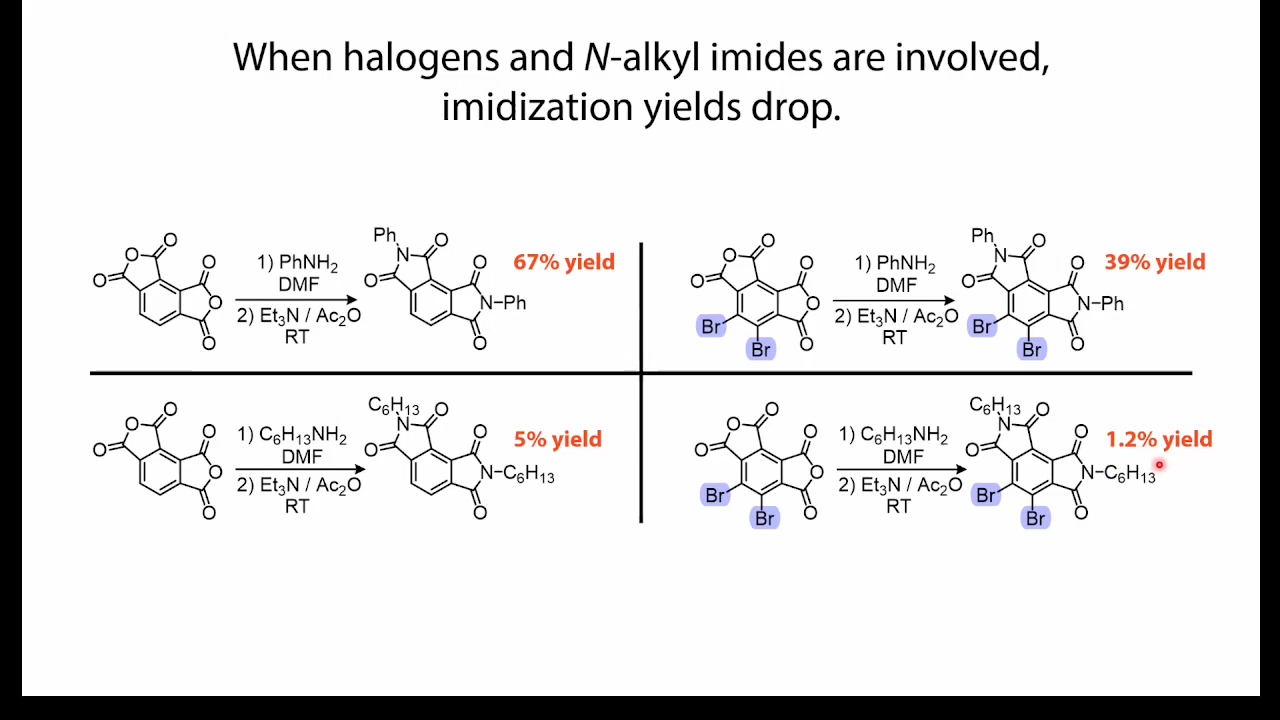 When halogens and N-alkyl imides are involved,
imidization yields drop.
O
O
O
O
O
O
1) PhNH2
DMF
2) Et3N / Ac2O
RT
Ph
N
O
O
O
N–Ph
O
67% yield
O
O
O
O
O
O
Br
Br
1) PhNH2
DMF
2) Et3N / Ac2O
RT
Ph
N
O
O
O
N–Ph
O
Br
Br
39% yield
O
O
O
O
O
O
1) C6H13NH2
DMF
2) Et3N / Ac2O
RT
C6H13
N
O
O
O
N–C6H13
O
5% yield
O
O
O
O
O
O
Br
Br
1) C6H13NH2
DMF
2) Et3N / Ac2O
RT
C6H13
N
O
O
O
N–C6H13
O
Br
Br
1.2% yield